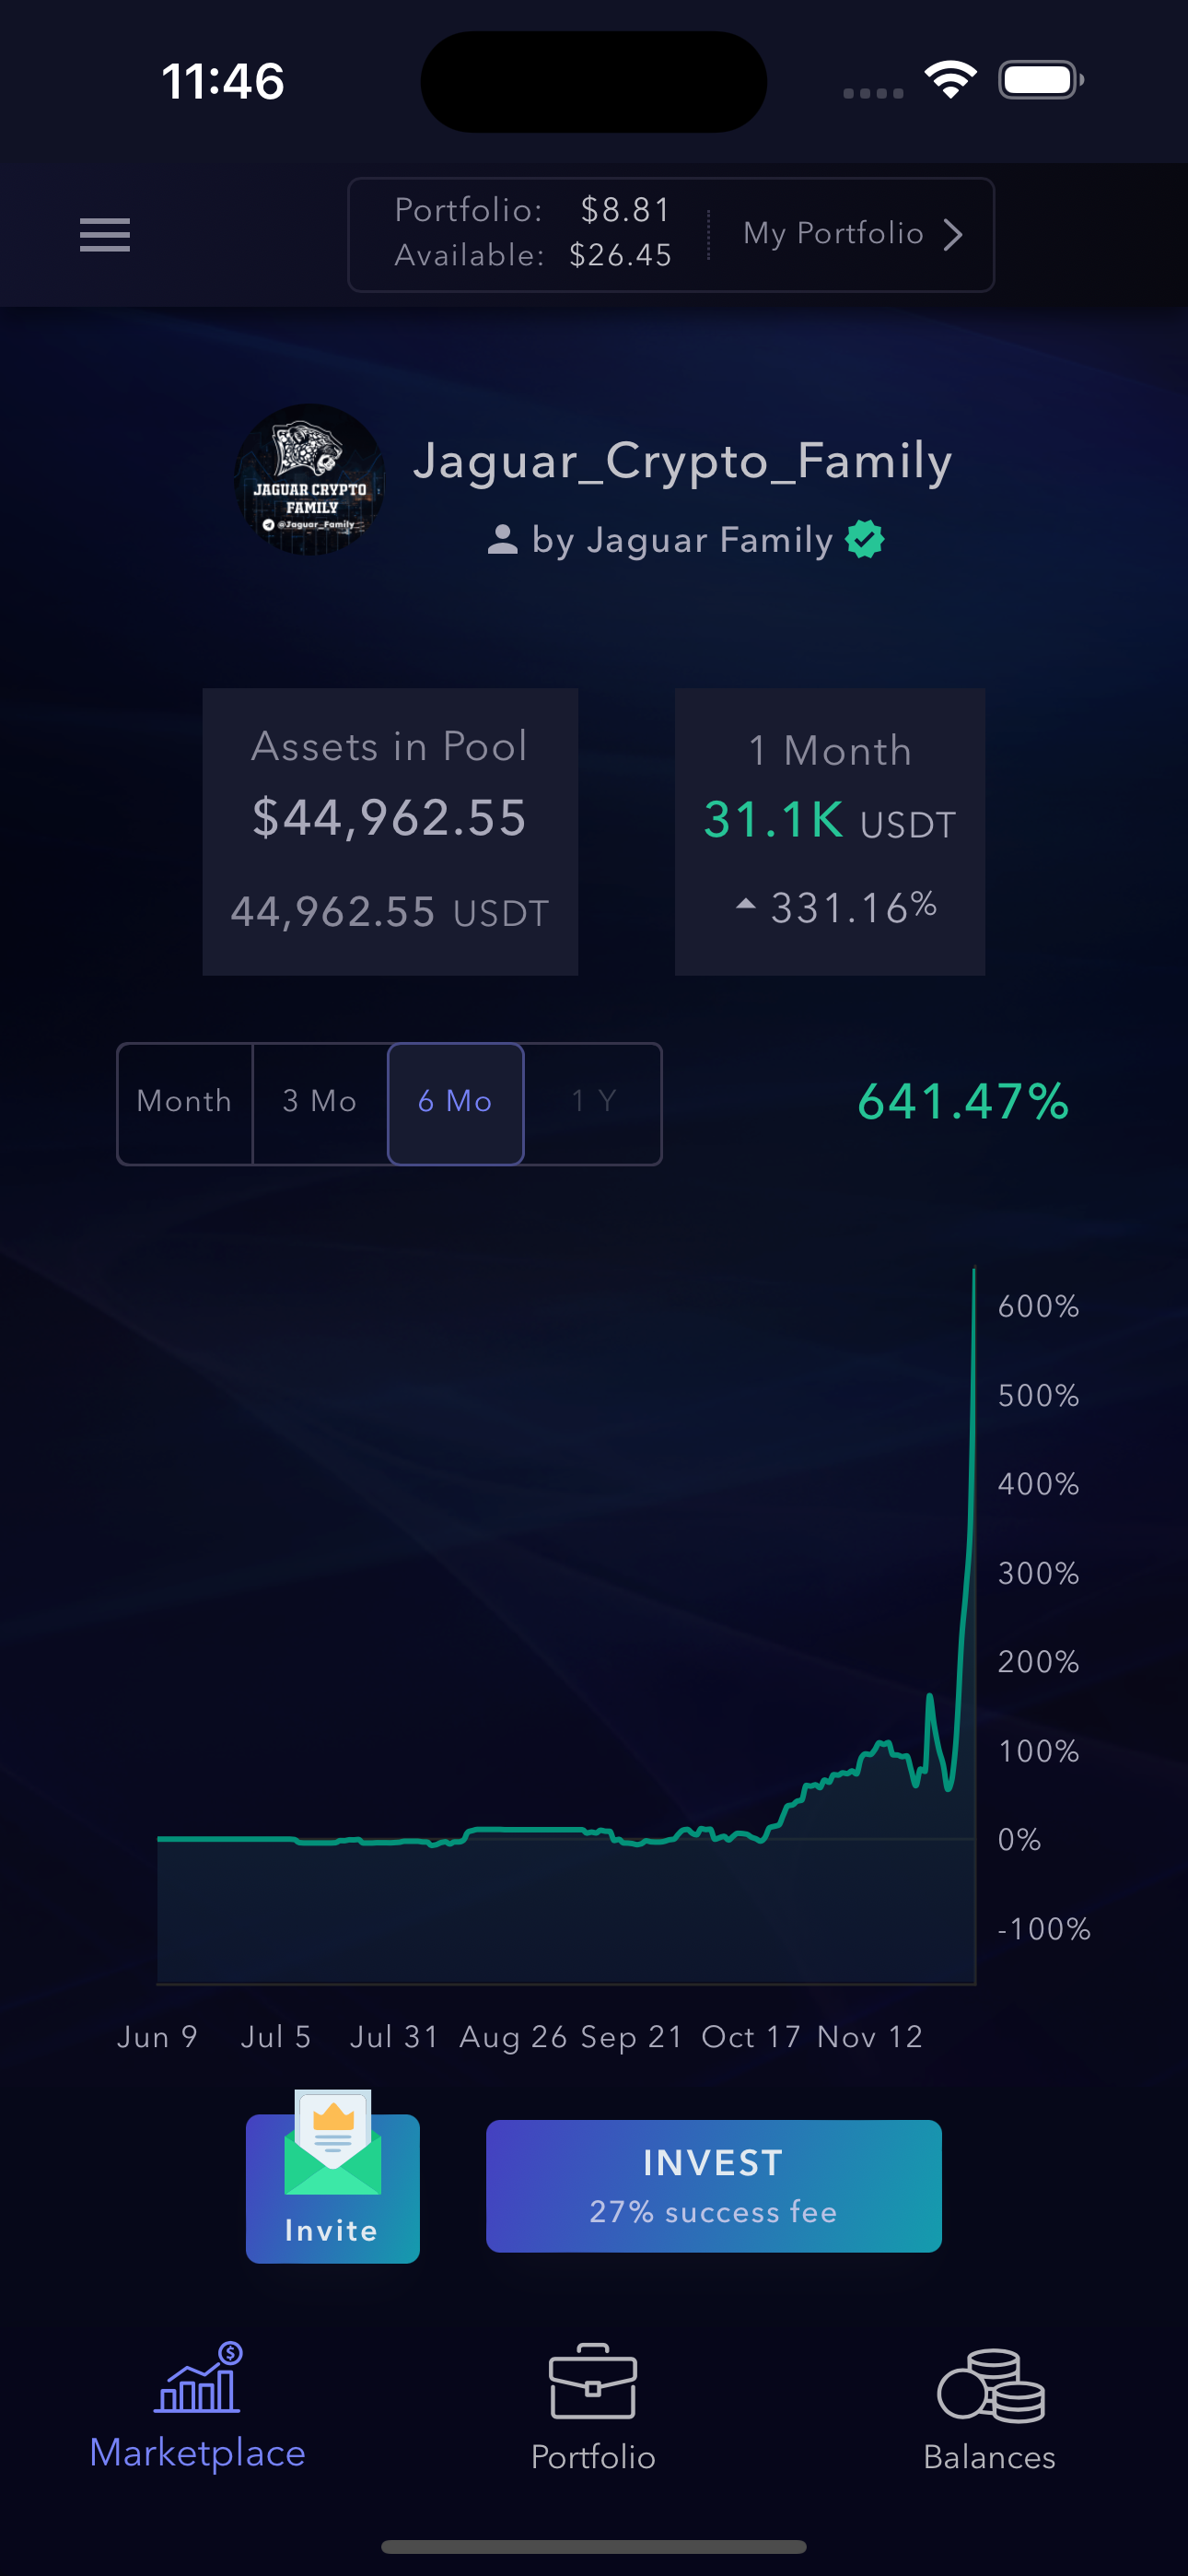 11:46
Portfolio: $8.81
Available: $26.45
My Portfolio
JAGUAR CRYPTO
FAMILY
@Jaguar_Family
Jaguar_Crypto_Family
by Jaguar Family
Assets in Pool
$44,962.55
44,962.55 USDT
1 Month
31.1K USDT
331.16%
Month 3 Mo 6 Mo 1 Y
641.47%
600%
500%
400%
300%
200%
100%
0%
-100%
Jun 9 Jul 5 Jul 31 Aug 26 Sep 21 Oct 17 Nov 12
Invite
INVEST
27% success fee
$
Marketplace Portfolio Balances